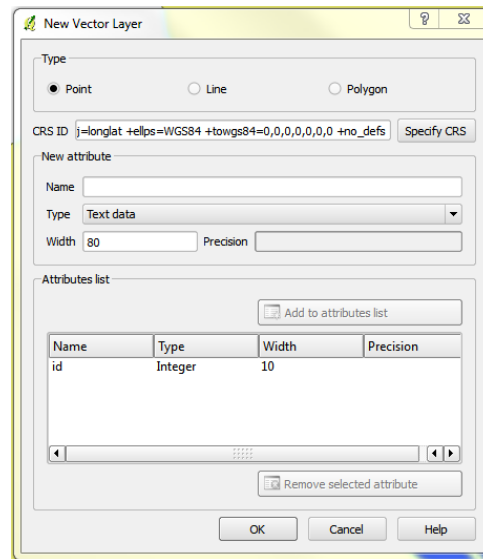 New Vector Layer
Type
Point Line Polygon
CRS ID j=longlat +ellps=WGS84 +towgs84=0,0,0,0,0,0,0 +no_defs Specify CRS
New attribute
Name
Type Text data
Width 80 Precision
Attributes list
Add to attributes list
Name Type Width Precision
id Integer 10
Remove selected attribute
OK Cancel Help